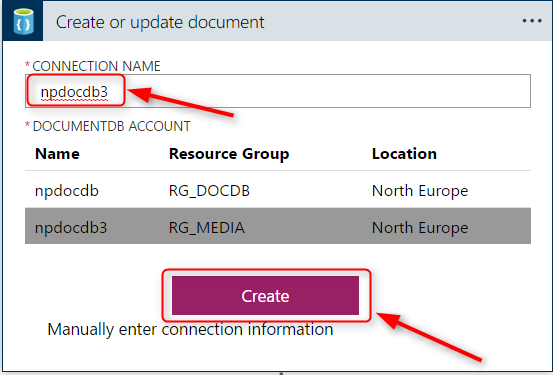 Create or update document
* CONNECTION NAME
npdocdb3
* DOCUMENTDB ACCOUNT
Name Resource Group Location
npdocdb RG_DOCDB North Europe
npdocdb3 RG_MEDIA North Europe
Create
Manually enter connection information